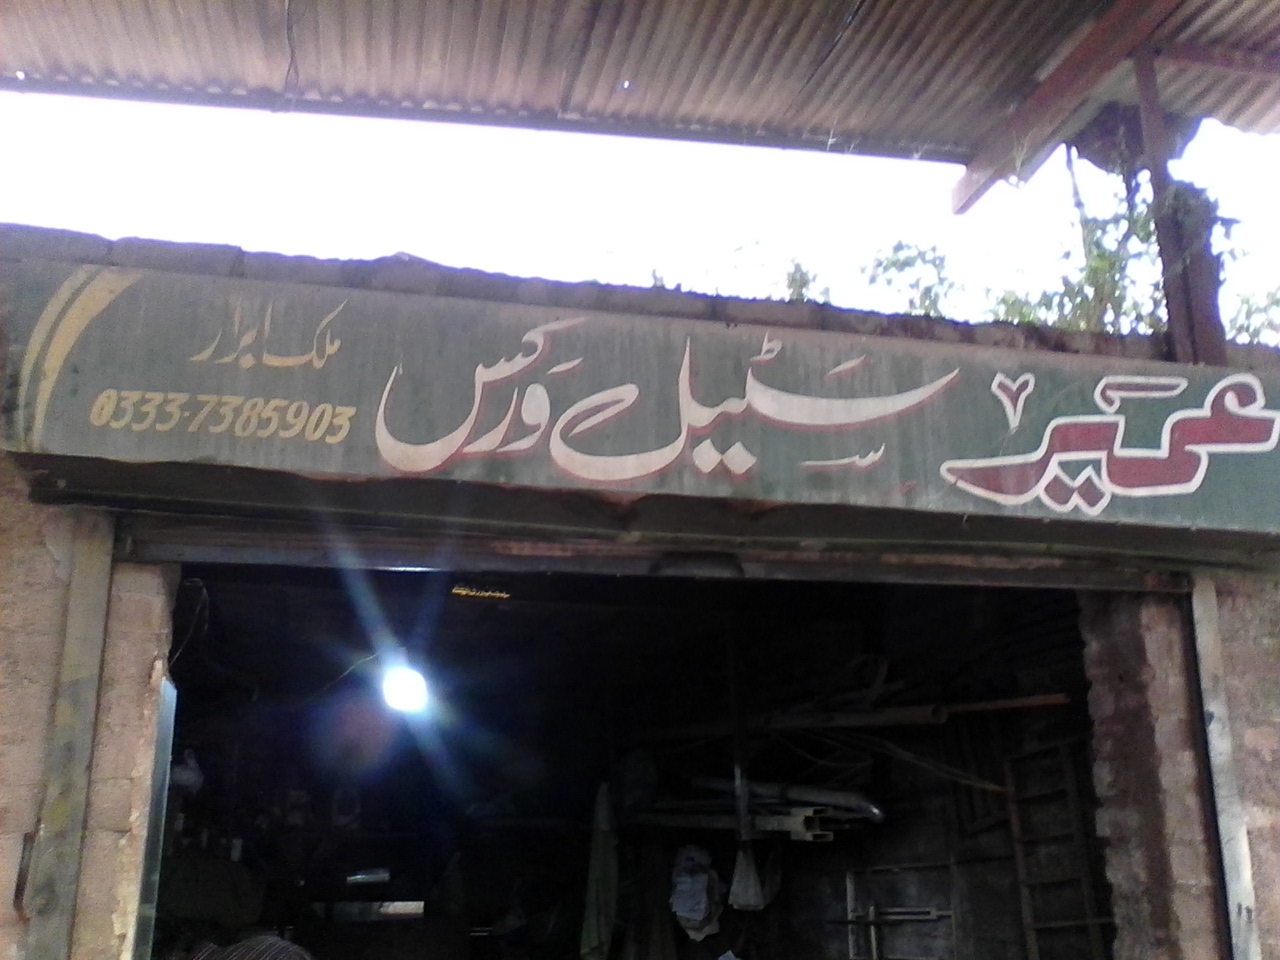 عمیر سٹیل ورکس
ملک ابرار
0333-7385903